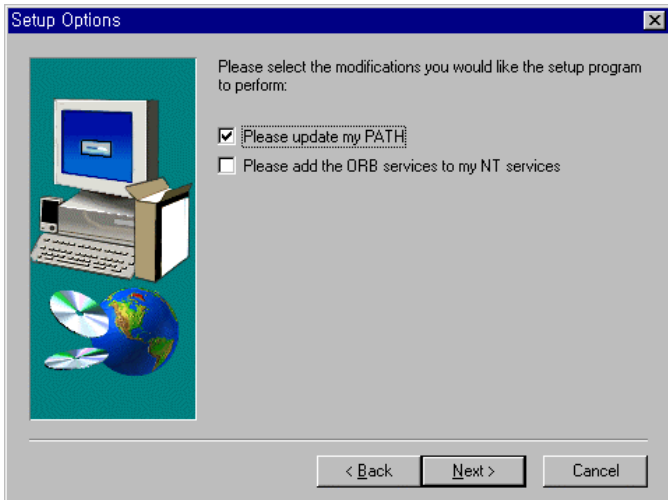 Setup Options
Please select the modifications you would like the setup program
to perform:
Please update my PATH
Please add the ORB services to my NT services
< Back
Next >
Cancel